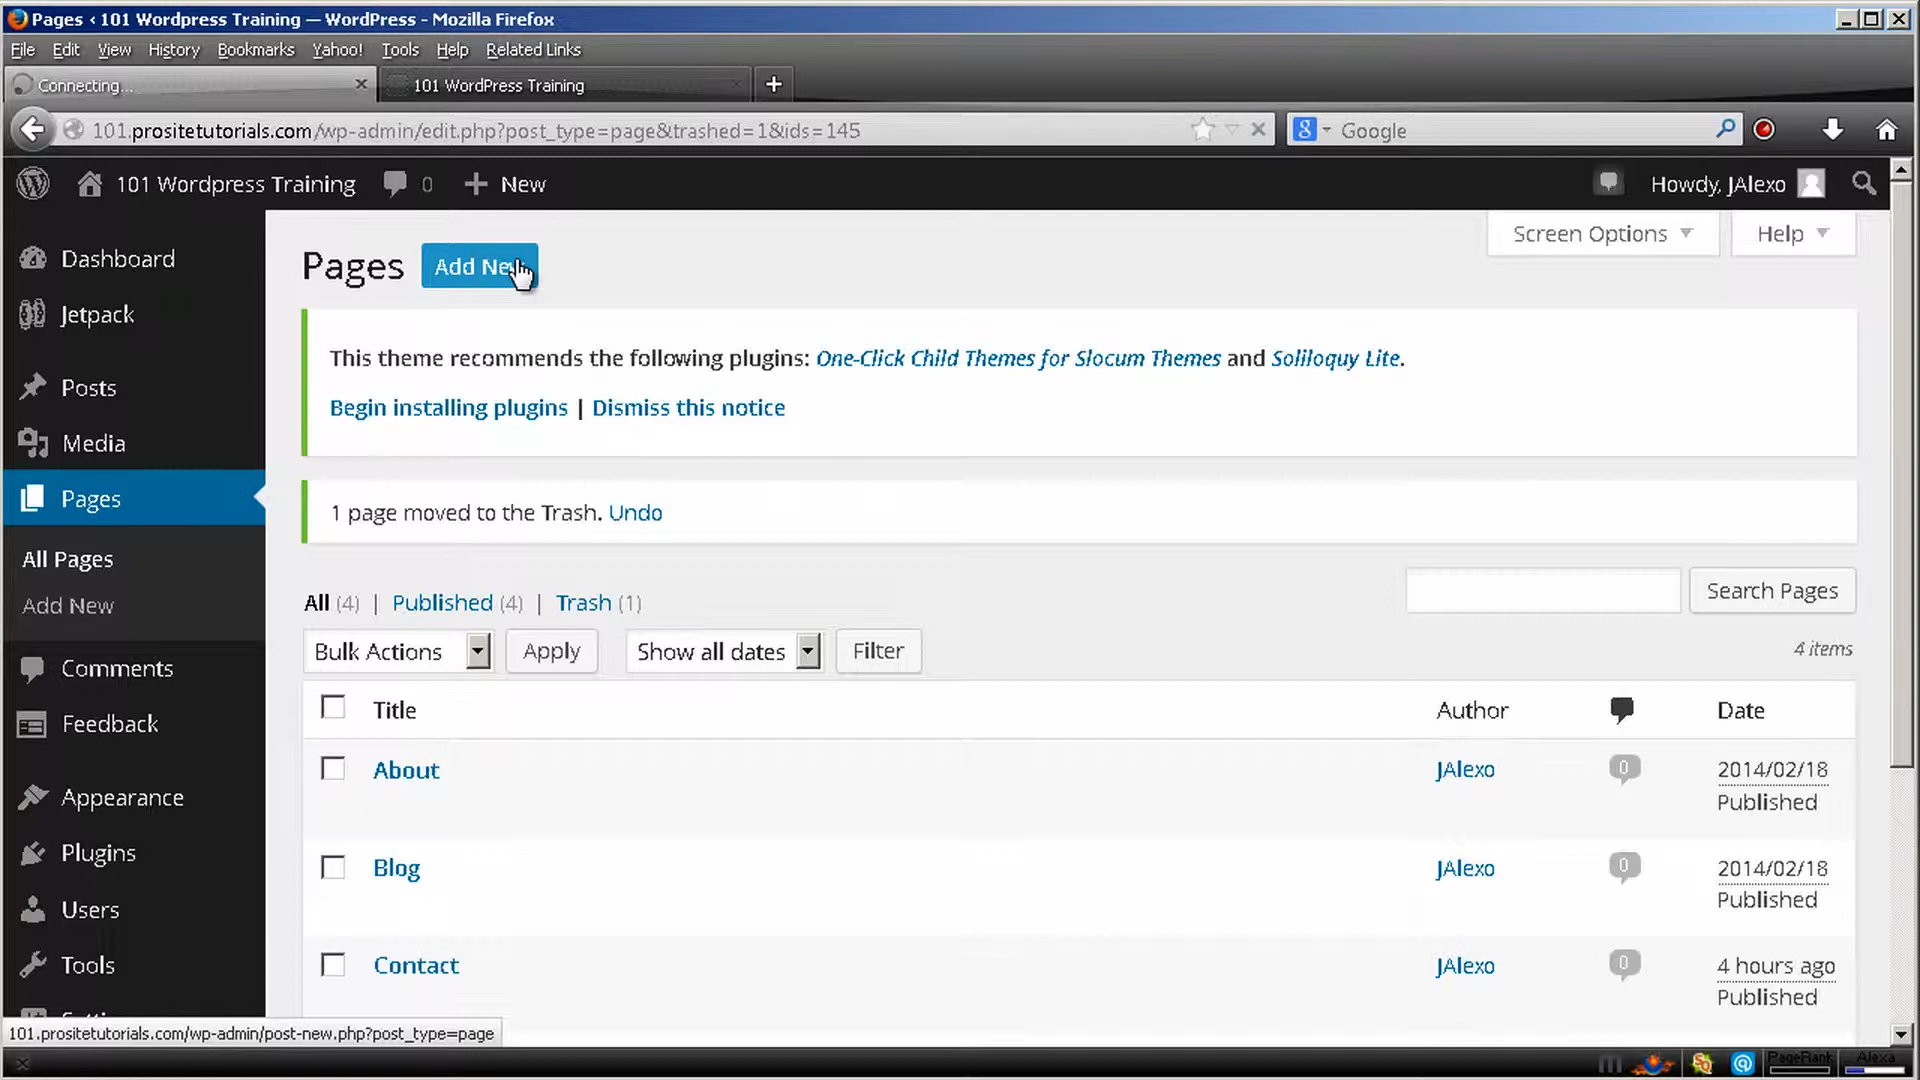 Pages ‹ 101 Wordpress Training — WordPress - Mozilla Firefox
File Edit View History Bookmarks Yahoo! Tools Help Related Links
Connecting... 101 WordPress Training
101.prositetutorials.com/wp-admin/edit.php?post_type=page&trashed=1&ids=145 Google
101 Wordpress Training 0 New Howdy, JAlexo
Screen Options Help
Dashboard
Jetpack
Posts
Media
Pages
All Pages
Add New
Comments
Feedback
Appearance
Plugins
Users
Tools
Pages Add New
This theme recommends the following plugins: One-Click Child Themes for Slocum Themes and Soliloquy Lite.
Begin installing plugins | Dismiss this notice
1 page moved to the Trash. Undo
All (4) | Published (4) | Trash (1)
Search Pages
Bulk Actions Apply Show all dates Filter
4 items
Title Author Date
About JAlexo 0 2014/02/18
Published
Blog JAlexo 0 2014/02/18
Published
Contact JAlexo 0 4 hours ago
Published
101.prositetutorials.com/wp-admin/post-new.php?post_type=page
PageRank Alexa